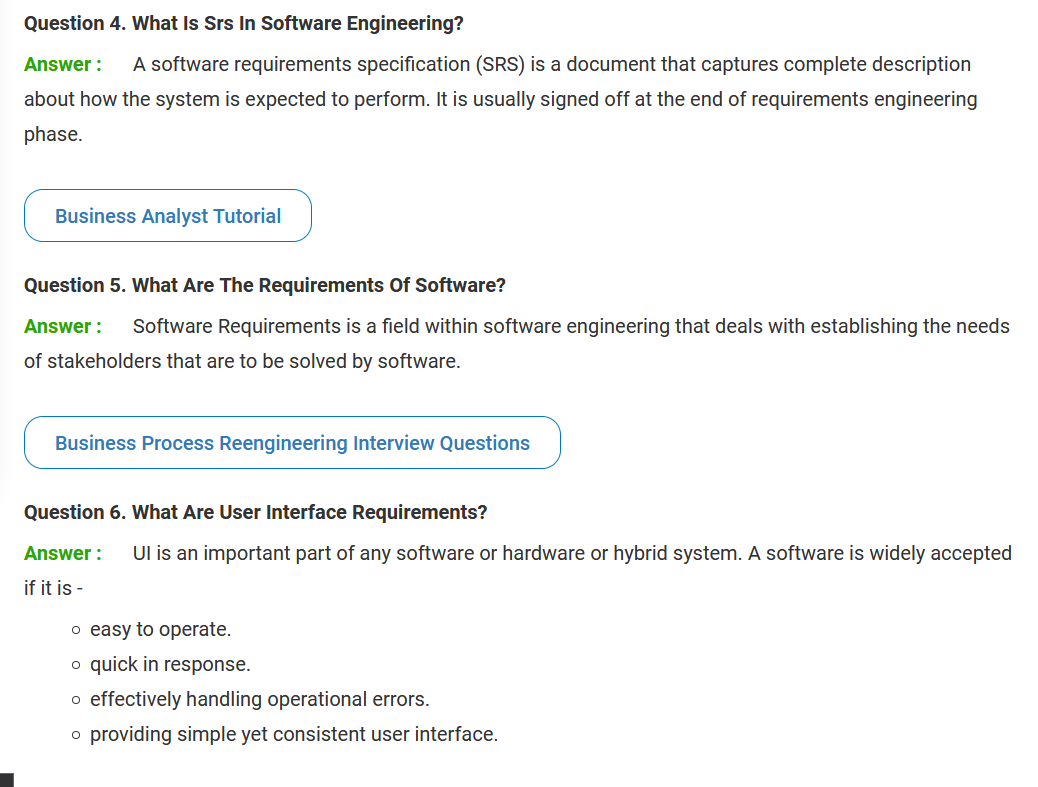 Question 4. What Is Srs In Software Engineering?
Answer : A software requirements specification (SRS) is a document that captures complete description
about how the system is expected to perform. It is usually signed off at the end of requirements engineering
phase.
Business Analyst Tutorial
Question 5. What Are The Requirements Of Software?
Answer : Software Requirements is a field within software engineering that deals with establishing the needs
of stakeholders that are to be solved by software.
Business Process Reengineering Interview Questions
Question 6. What Are User Interface Requirements?
Answer : UI is an important part of any software or hardware or hybrid system. A software is widely accepted
if it is -
easy to operate.
quick in response.
effectively handling operational errors.
providing simple yet consistent user interface.